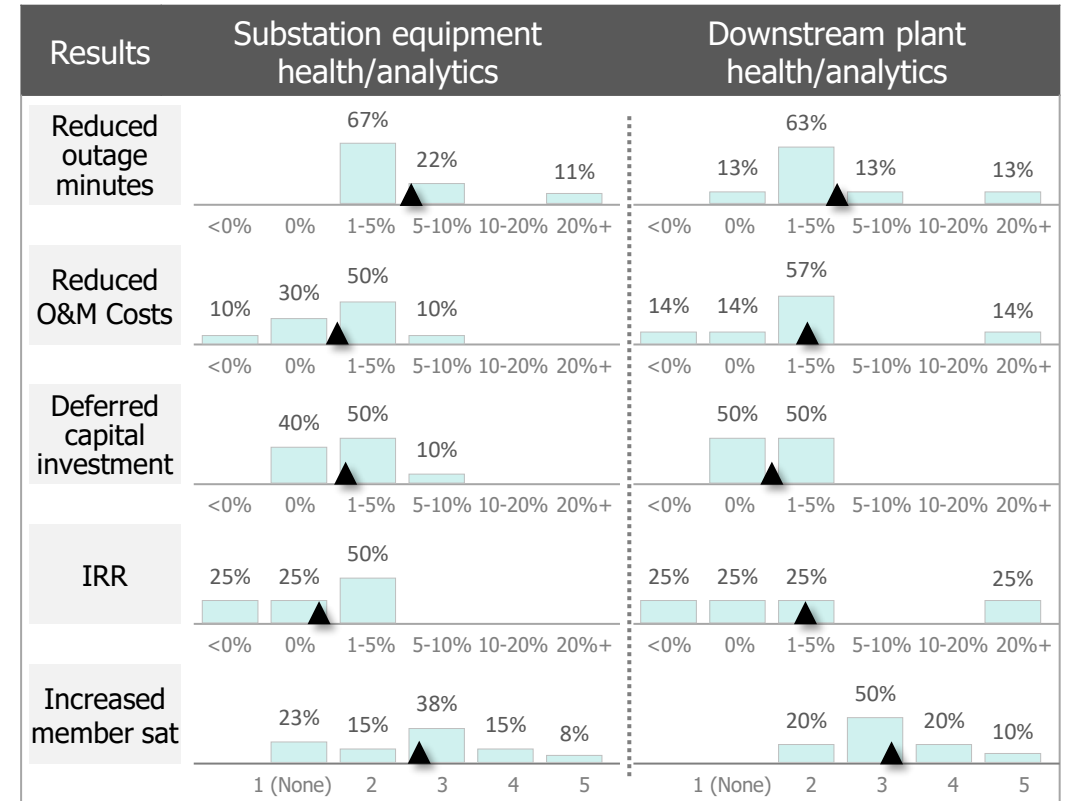 Results
Substation equipment
health/analytics
Downstream plant
health/analytics
Reduced
outage
minutes
67%
22%
11%
<0% 0% 1-5% 5-10% 10-20% 20%+
13%
63%
13%
13%
<0% 0% 1-5% 5-10% 10-20% 20%+
Reduced
O&M Costs
10%
30%
50%
10%
<0% 0% 1-5% 5-10% 10-20% 20%+
14%
14%
57%
14%
<0% 0% 1-5% 5-10% 10-20% 20%+
Deferred
capital
investment
40%
50%
10%
<0% 0% 1-5% 5-10% 10-20% 20%+
50%
50%
<0% 0% 1-5% 5-10% 10-20% 20%+
IRR
25%
25%
50%
<0% 0% 1-5% 5-10% 10-20% 20%+
25%
25%
25%
25%
<0% 0% 1-5% 5-10% 10-20% 20%+
Increased
member sat
23%
15%
38%
15%
8%
1 (None) 2 3 4 5
20%
50%
20%
10%
1 (None) 2 3 4 5